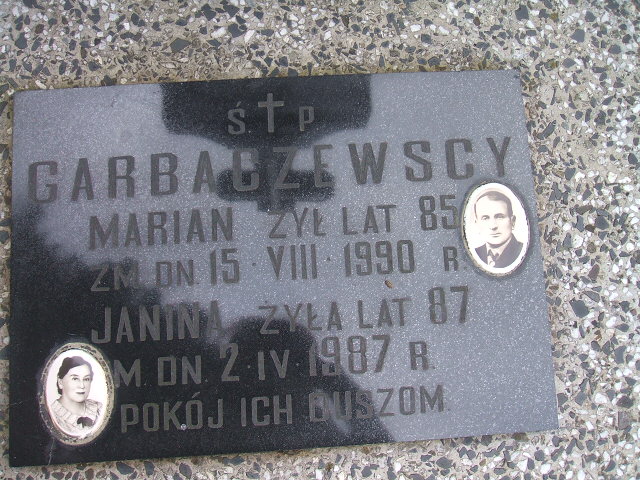 Ś P
GARBACZEWSCY
MARIAN ŻYŁ LAT 85
ZM. DN. 15 · VIII · 1990 R.
JANINA ŻYŁA LAT 87
ZM. DN. 2 · IV · 1987 R.
POKÓJ ICH DUSZOM.